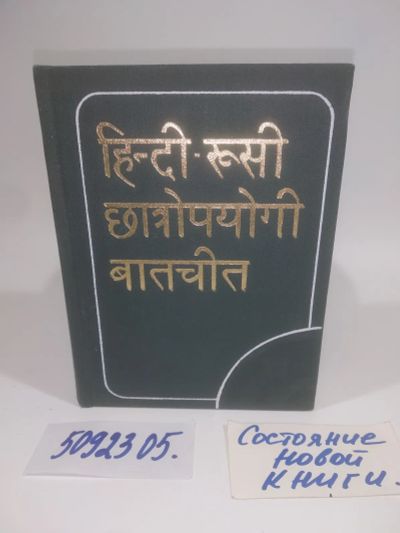 हिन्दी-रूसी
छात्रोपयोगी
बातचीत
5092305.
Состояние
новой
книги.